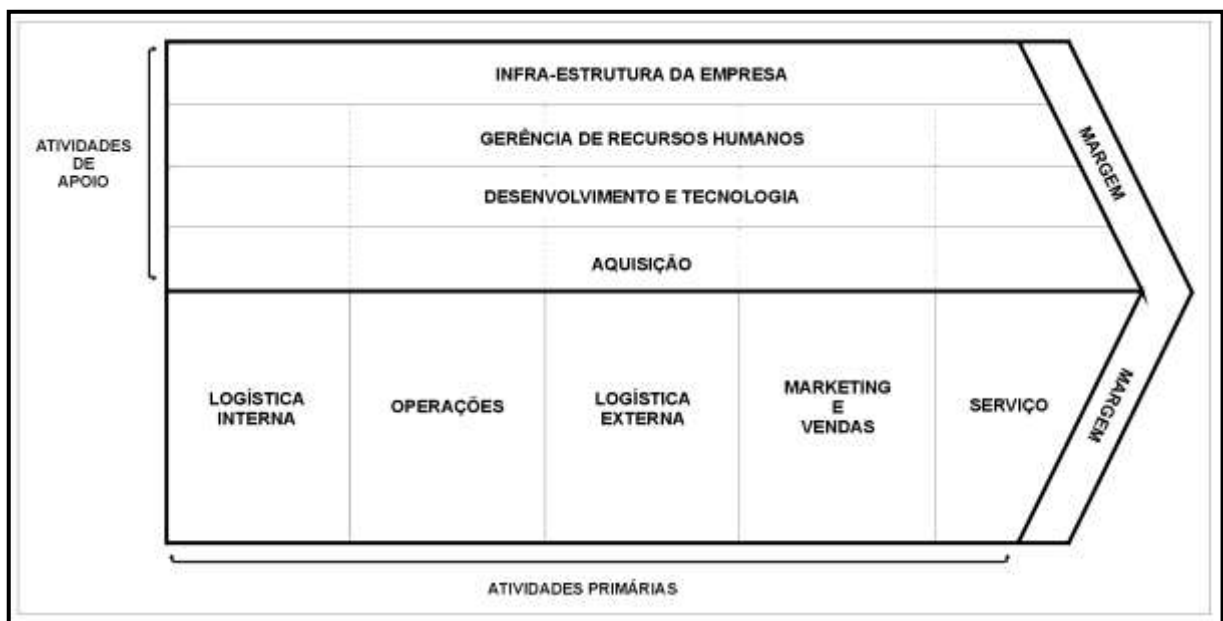 INFRA-ESTRUTURA DA EMPRESA
GERÊNCIA DE RECURSOS HUMANOS
DESENVOLVIMENTO E TECNOLOGIA
AQUISIÇÃO
ATIVIDADES
DE
APOIO
MARGEM
LOGÍSTICA
INTERNA
OPERAÇÕES
LOGÍSTICA
EXTERNA
MARKETING
E
VENDAS
SERVIÇO
MARGEM
ATIVIDADES PRIMÁRIAS